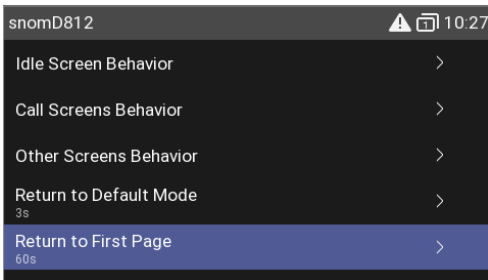 snomD812 1 10:27
Idle Screen Behavior
Call Screens Behavior
Other Screens Behavior
Return to Default Mode
3s
Return to First Page
60s